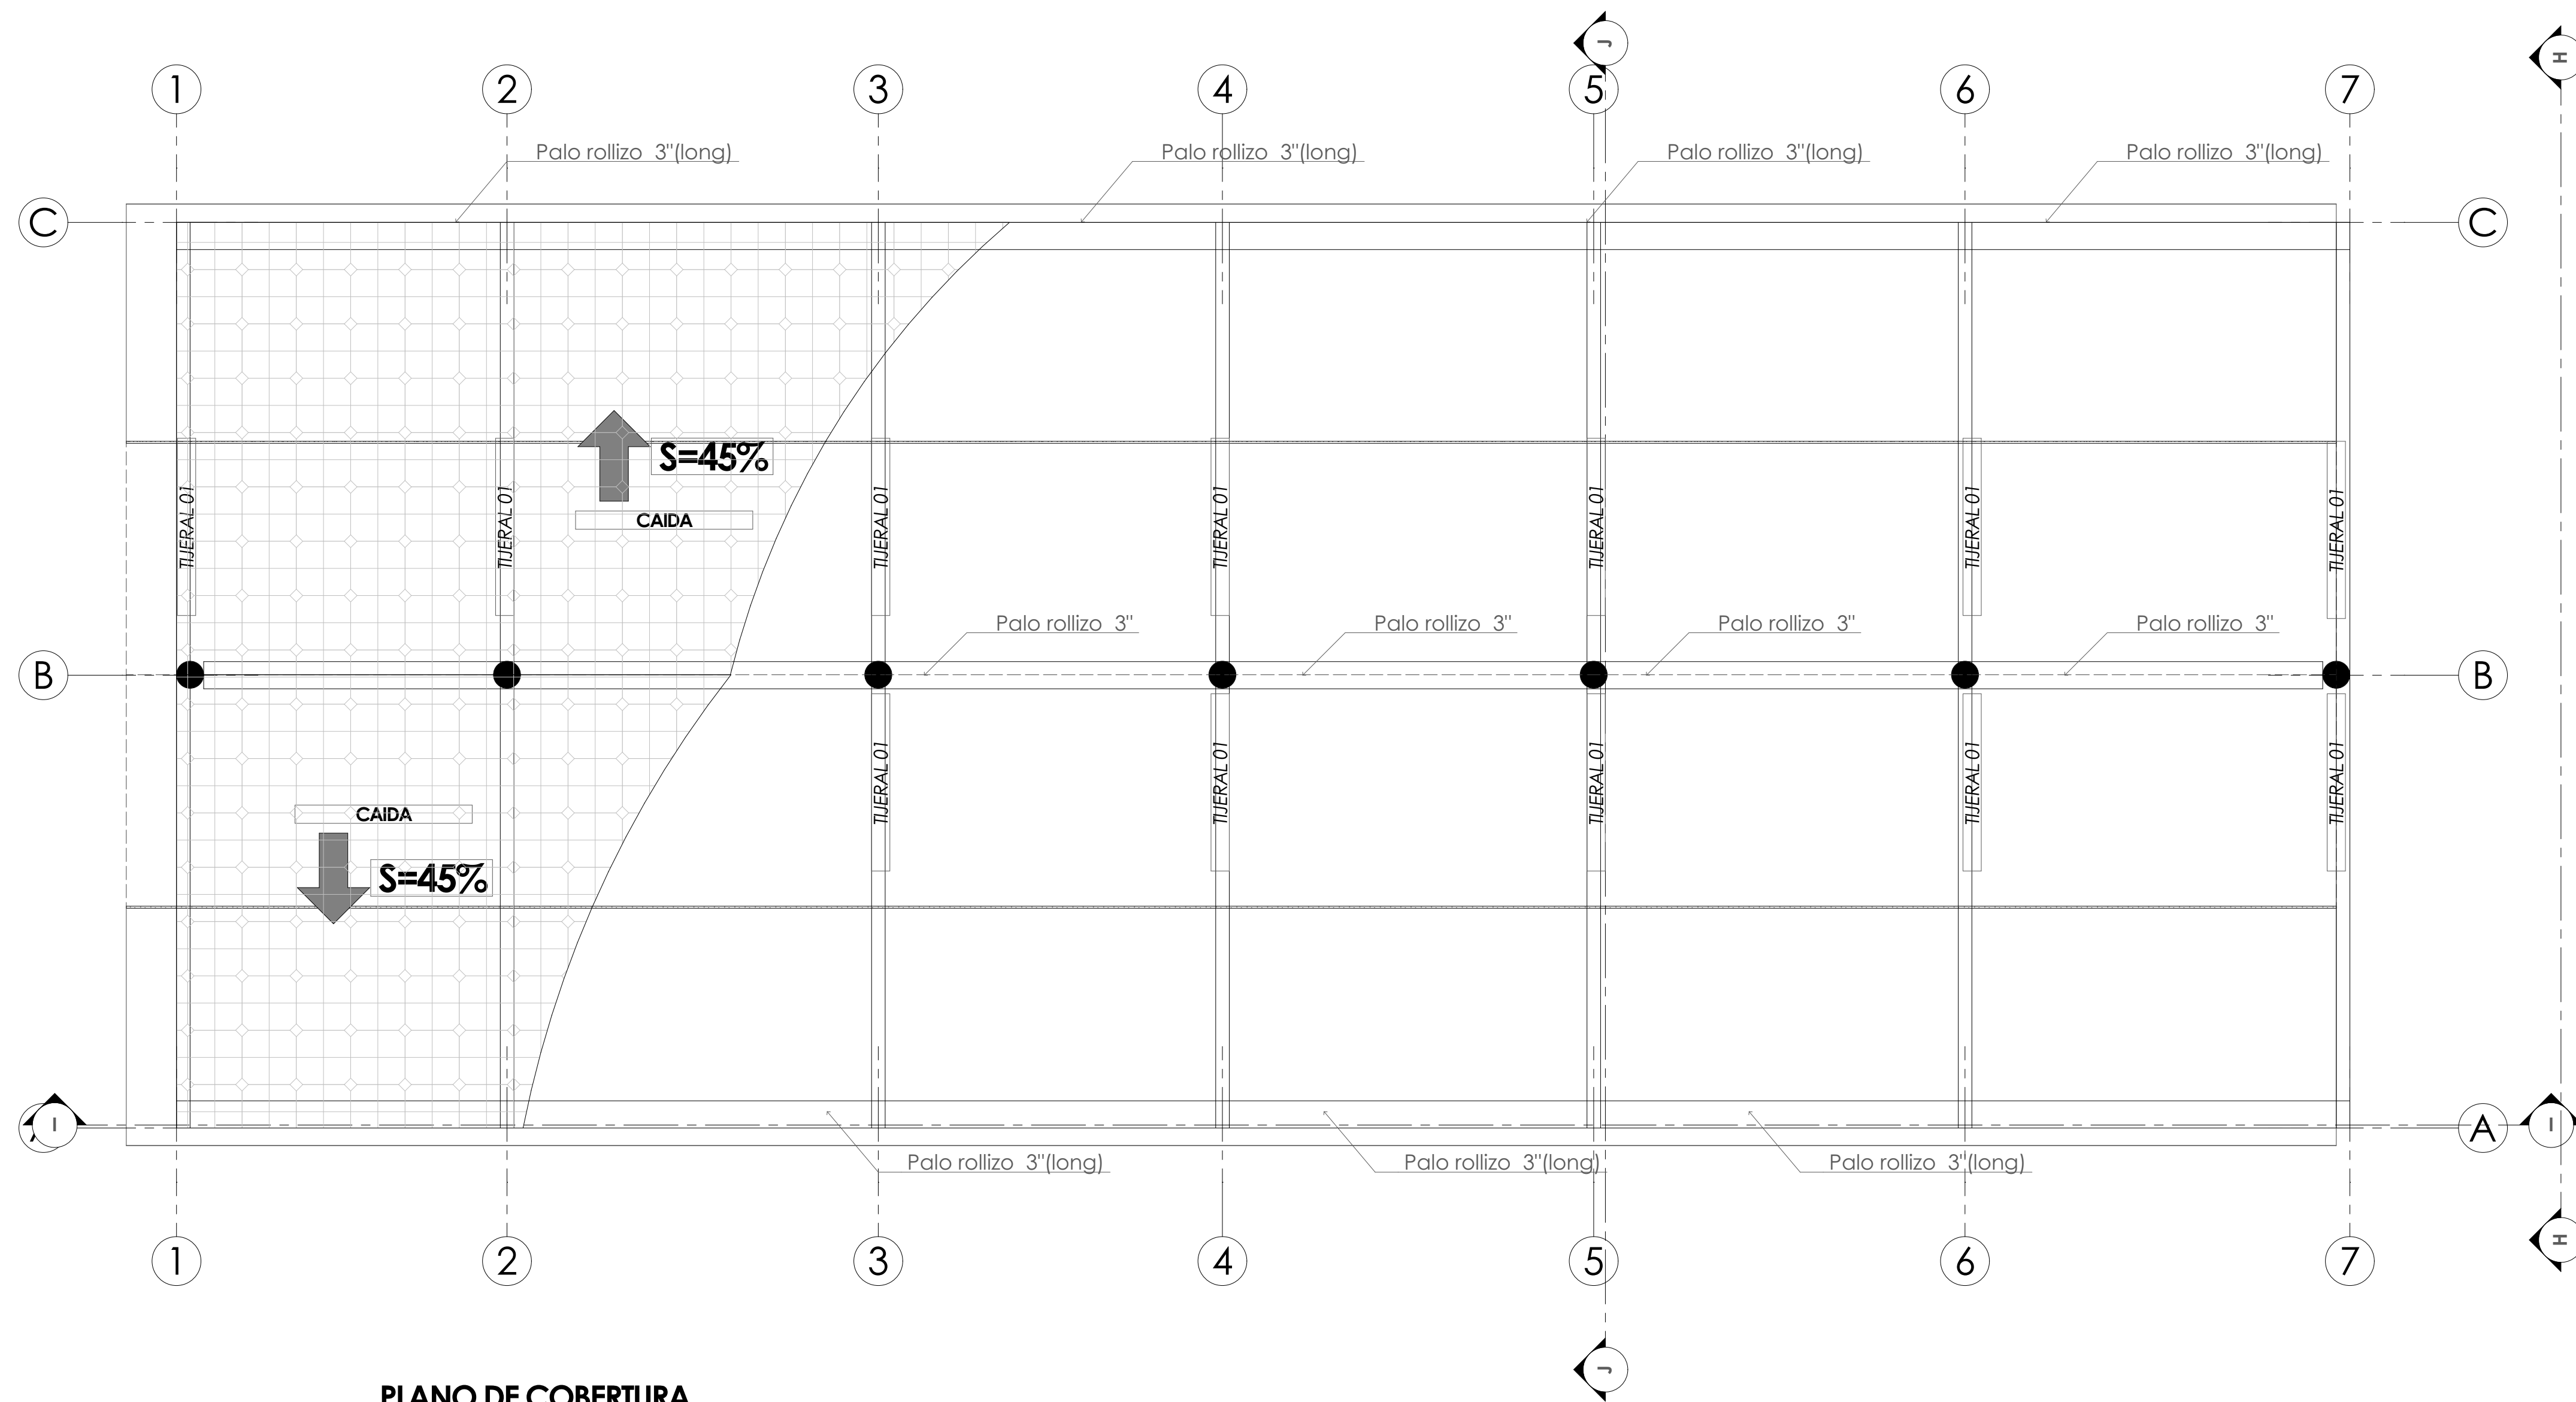 J
H
1 2 3 4 5 6 7
Palo rollizo 3"(long) Palo rollizo 3"(long) Palo rollizo 3"(long) Palo rollizo 3"(long)
C C
S=45%
CAIDA
TIJERAL 01 TIJERAL 01 TIJERAL 01 TIJERAL 01 TIJERAL 01 TIJERAL 01 TIJERAL 01
Palo rollizo 3" Palo rollizo 3" Palo rollizo 3" Palo rollizo 3"
B B
TIJERAL 01 TIJERAL 01 TIJERAL 01 TIJERAL 01 TIJERAL 01
CAIDA
S=45%
I A I
Palo rollizo 3"(long) Palo rollizo 3"(long) Palo rollizo 3"(long)
1 2 3 4 5 6 7
H
J
PLANO DE COBERTURA